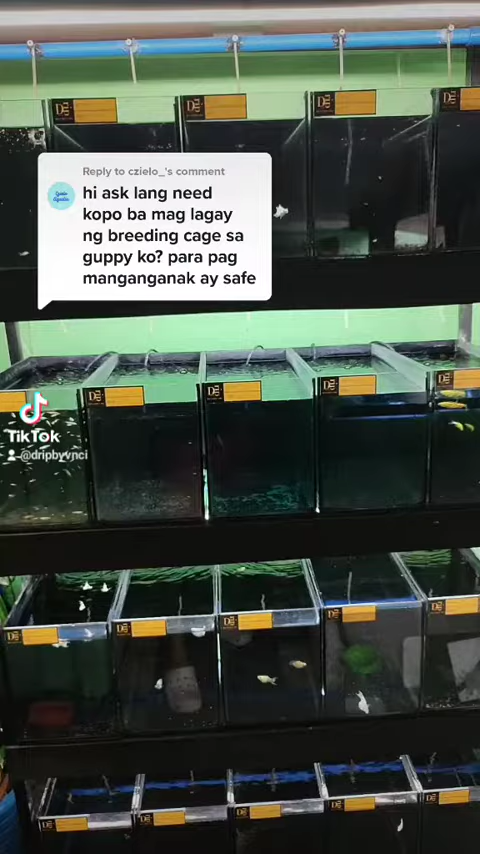 Reply to czielo_'s comment
hi ask lang need
kopo ba mag lagay
ng breeding cage sa
guppy ko? para pag
manganganak ay safe
TikTok
@dripbyvnci